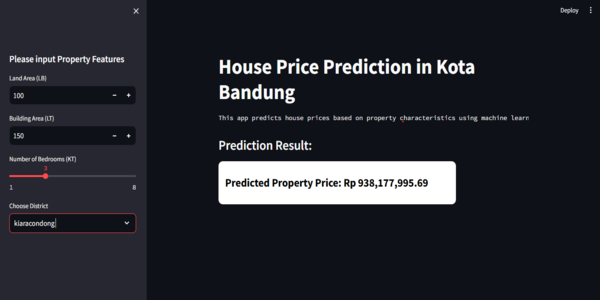 Deploy
Please input Property Features
Land Area (LB)
100
Building Area (LT)
150
Number of Bedrooms (KT)
3
1 8
Choose District
kiaracondong
House Price Prediction in Kota
Bandung
This app predicts house prices based on property characteristics using machine learn
Prediction Result:
Predicted Property Price: Rp 938,177,995.69